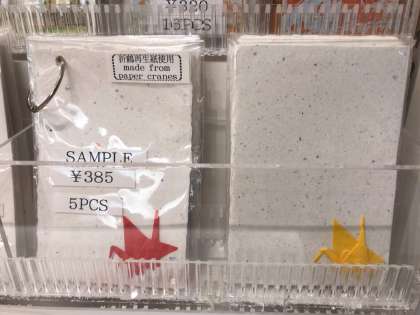 ¥330
15PCS
折鶴再生紙使用
made from
paper cranes
SAMPLE
¥385
5PCS